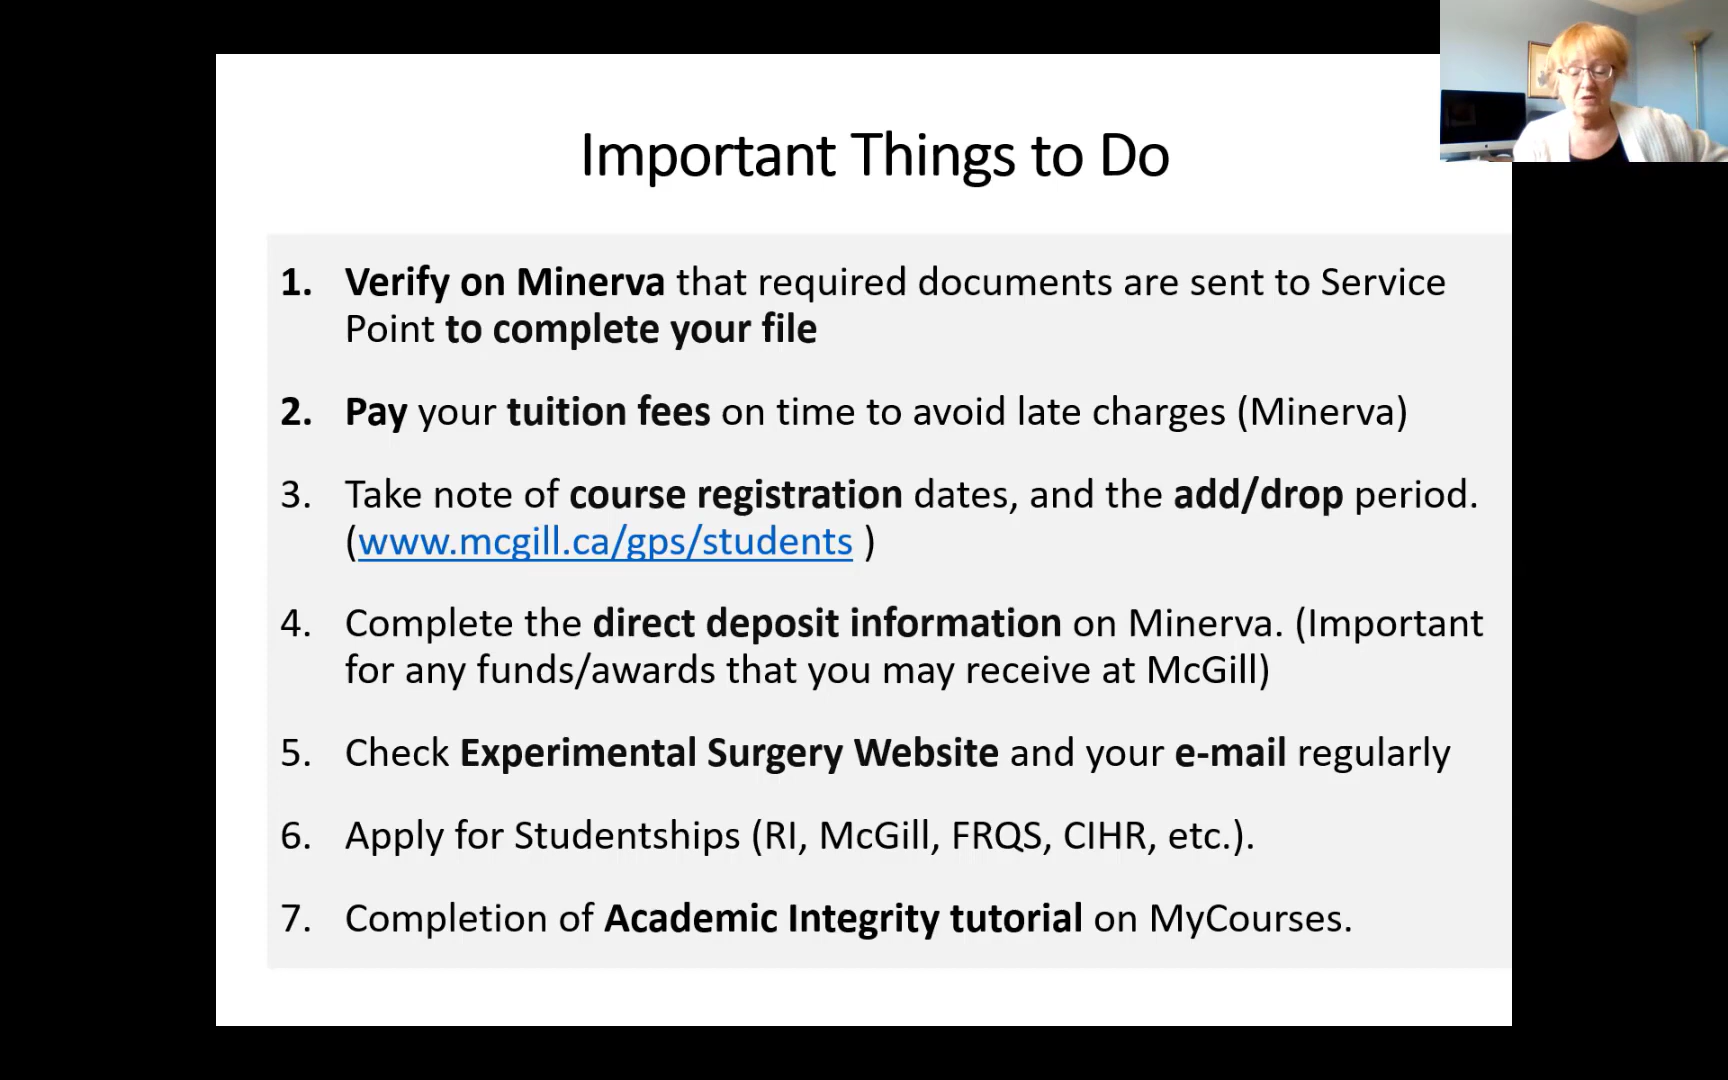 Important Things to Do
1. Verify on Minerva that required documents are sent to Service
Point to complete your file
2. Pay your tuition fees on time to avoid late charges (Minerva)
3. Take note of course registration dates, and the add/drop period.
(www.mcgill.ca/gps/students )
4. Complete the direct deposit information on Minerva. (Important
for any funds/awards that you may receive at McGill)
5. Check Experimental Surgery Website and your e-mail regularly
6. Apply for Studentships (RI, McGill, FRQS, CIHR, etc.).
7. Completion of Academic Integrity tutorial on MyCourses.